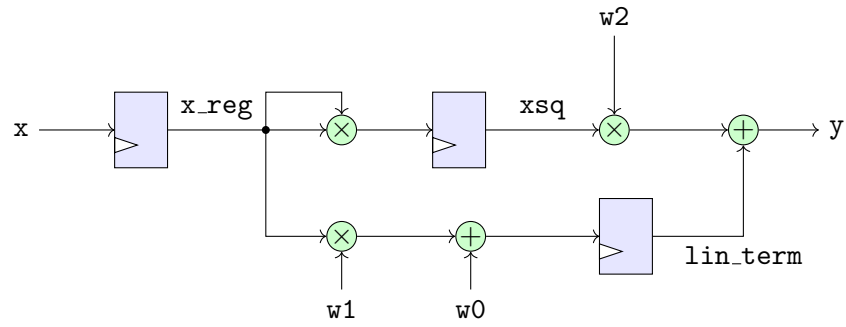 w2
x_reg
xsq
x
×
×
+
y
×
+
lin_term
w1
w0